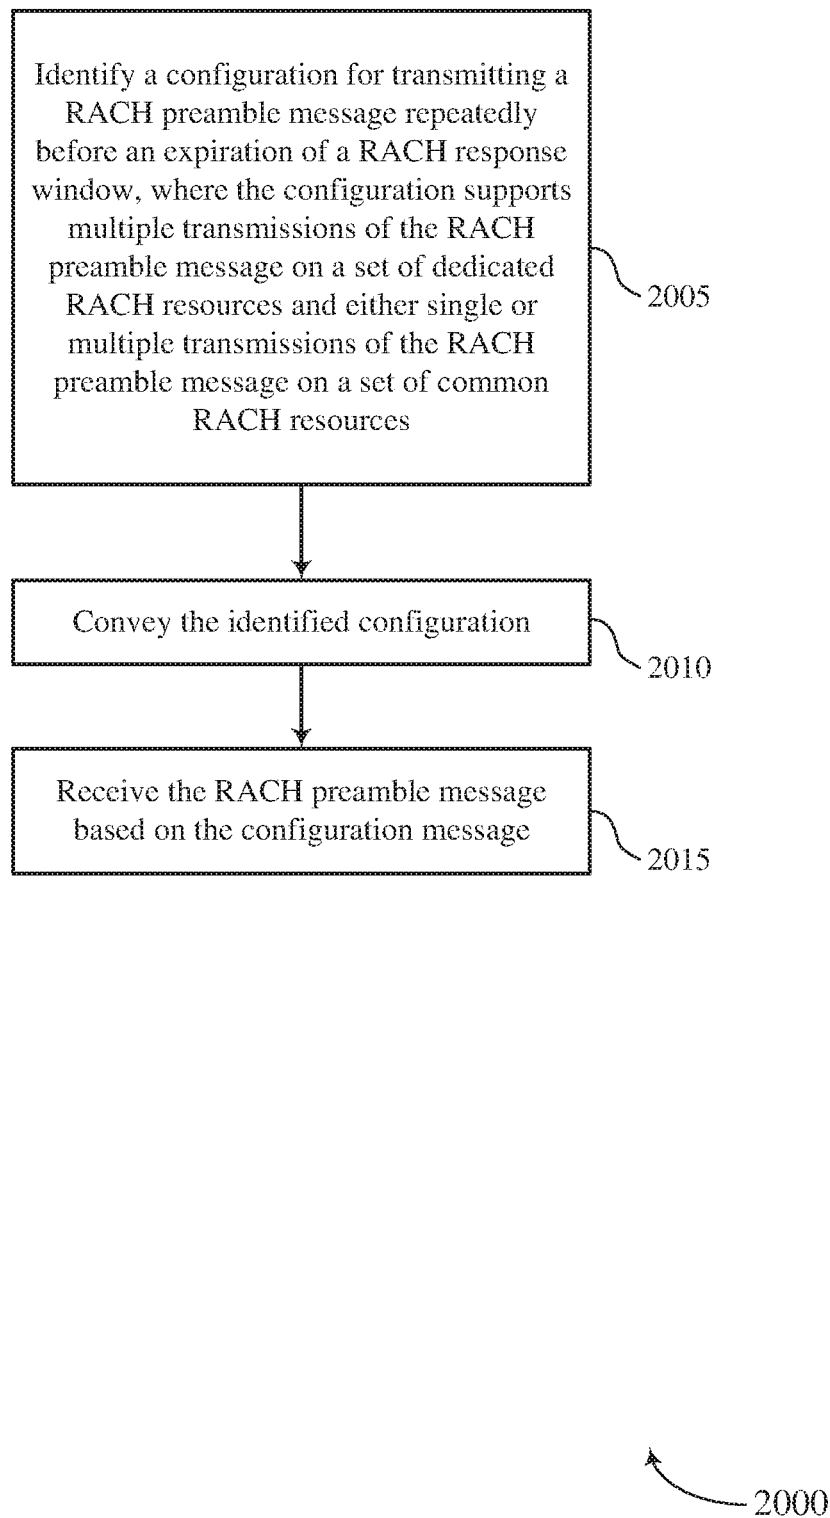 Identify a configuration for transmitting a
RACH preamble message repeatedly
before an expiration of a RACH response
window, where the configuration supports
multiple transmissions of the RACH
preamble message on a set of dedicated
RACH resources and either single or
multiple transmissions of the RACH
preamble message on a set of common
RACH resources
2005
Convey the identified configuration
2010
Receive the RACH preamble message
based on the configuration message
2015
2000